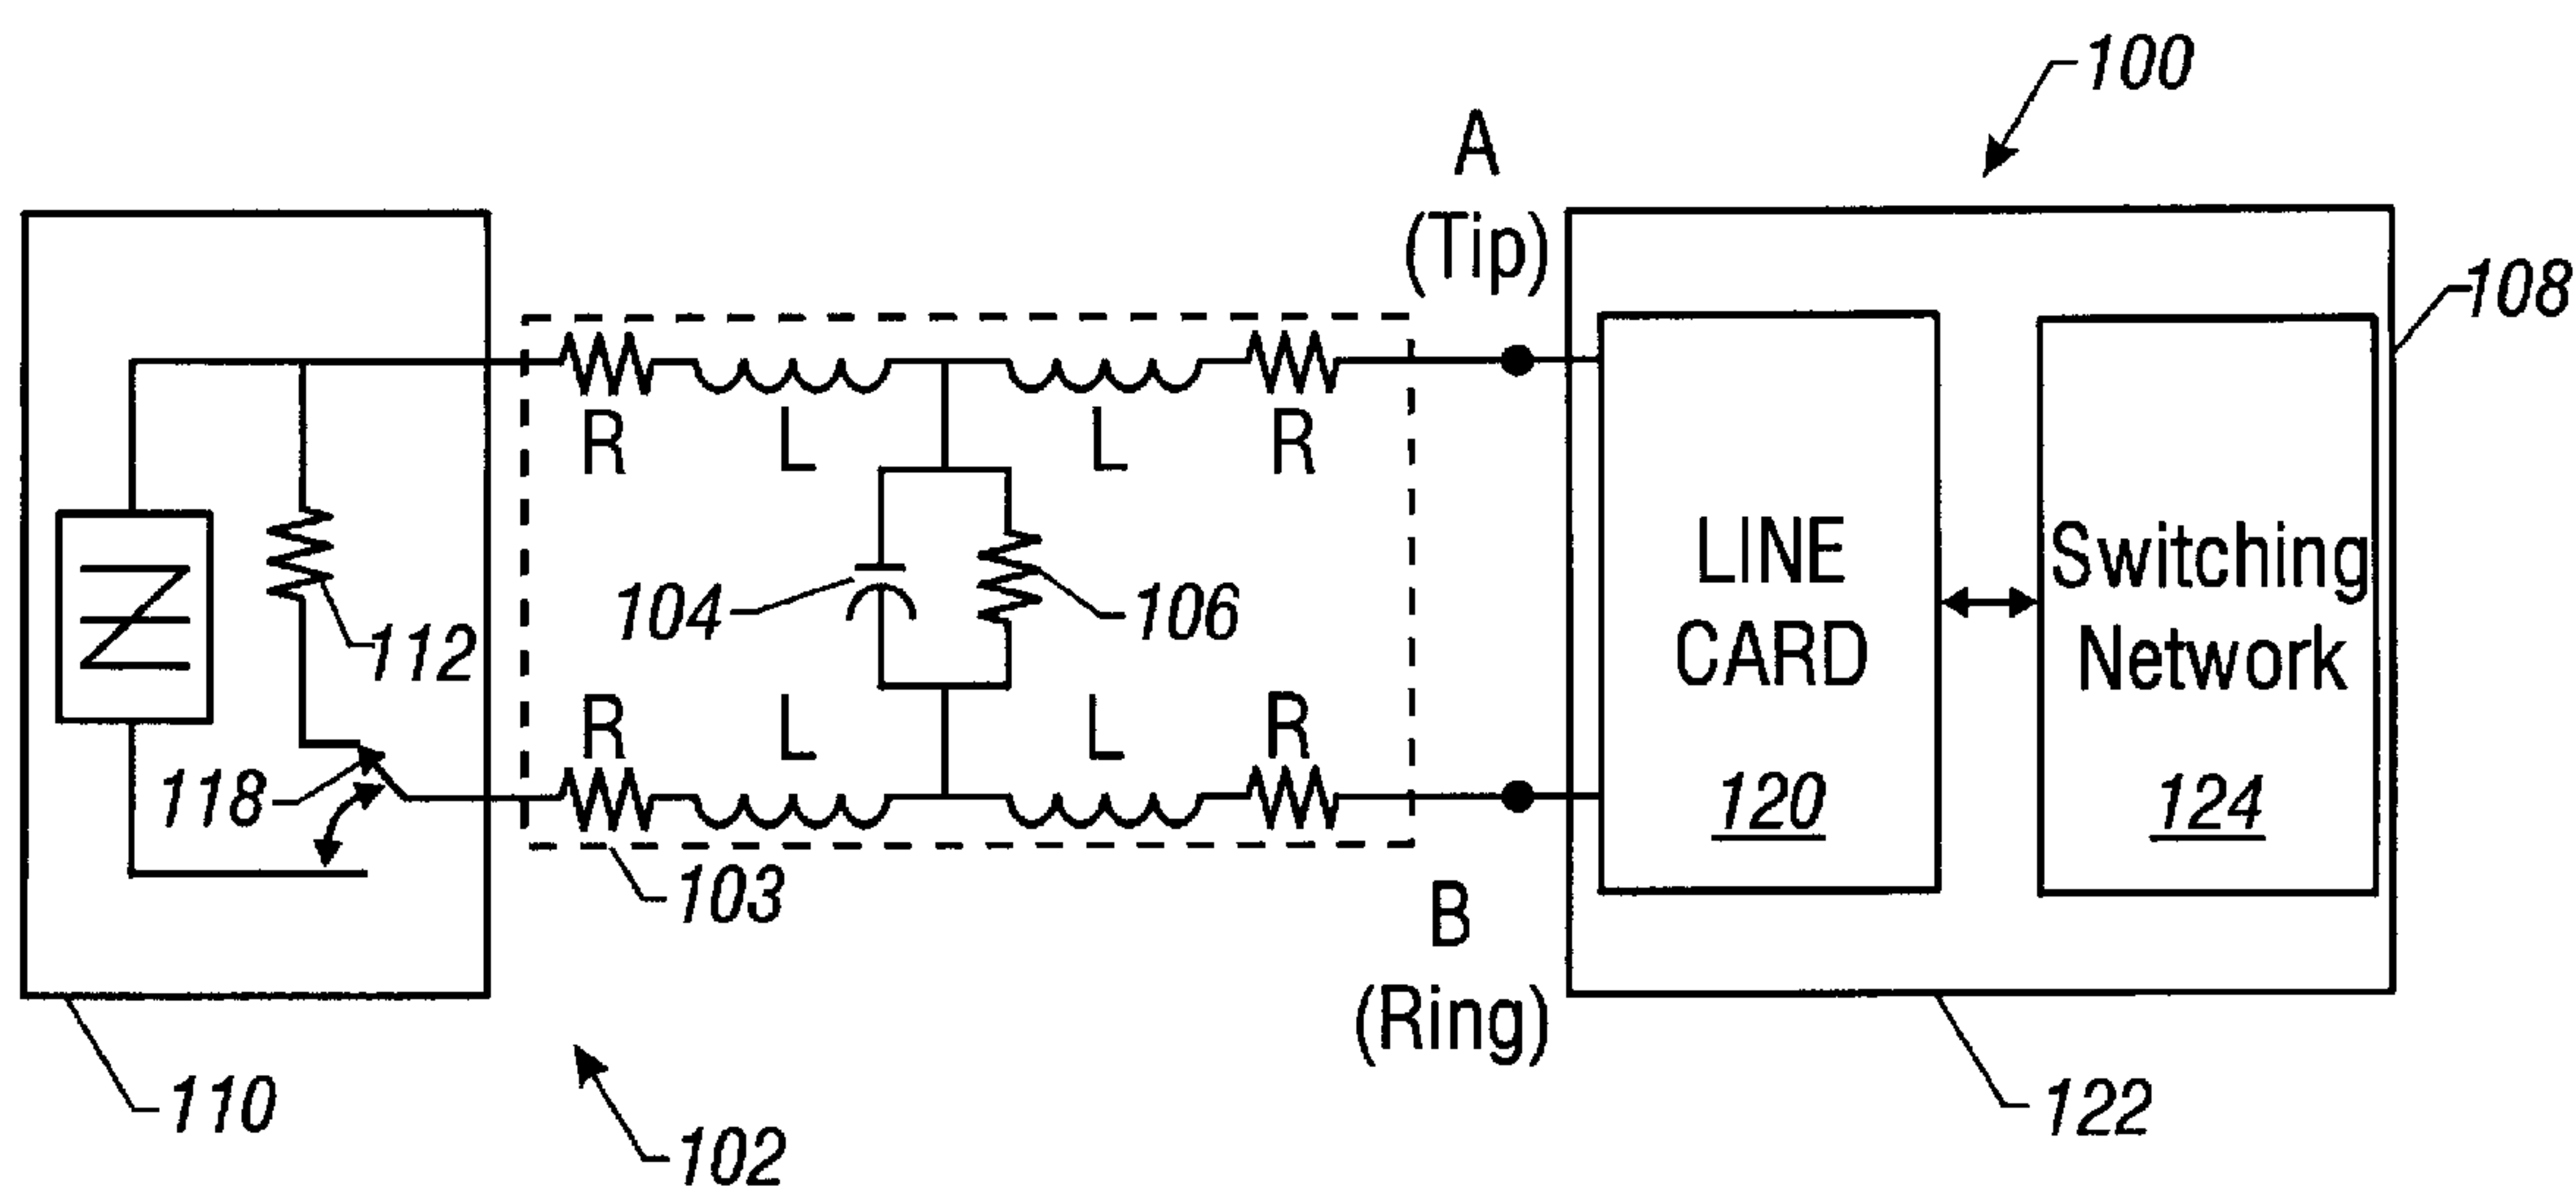 100
A
(Tip)
108
R
L
L
R
LINE
CARD
120
Switching
Network
124
104
106
112
118
R
L
L
R
103
B
(Ring)
110
102
122